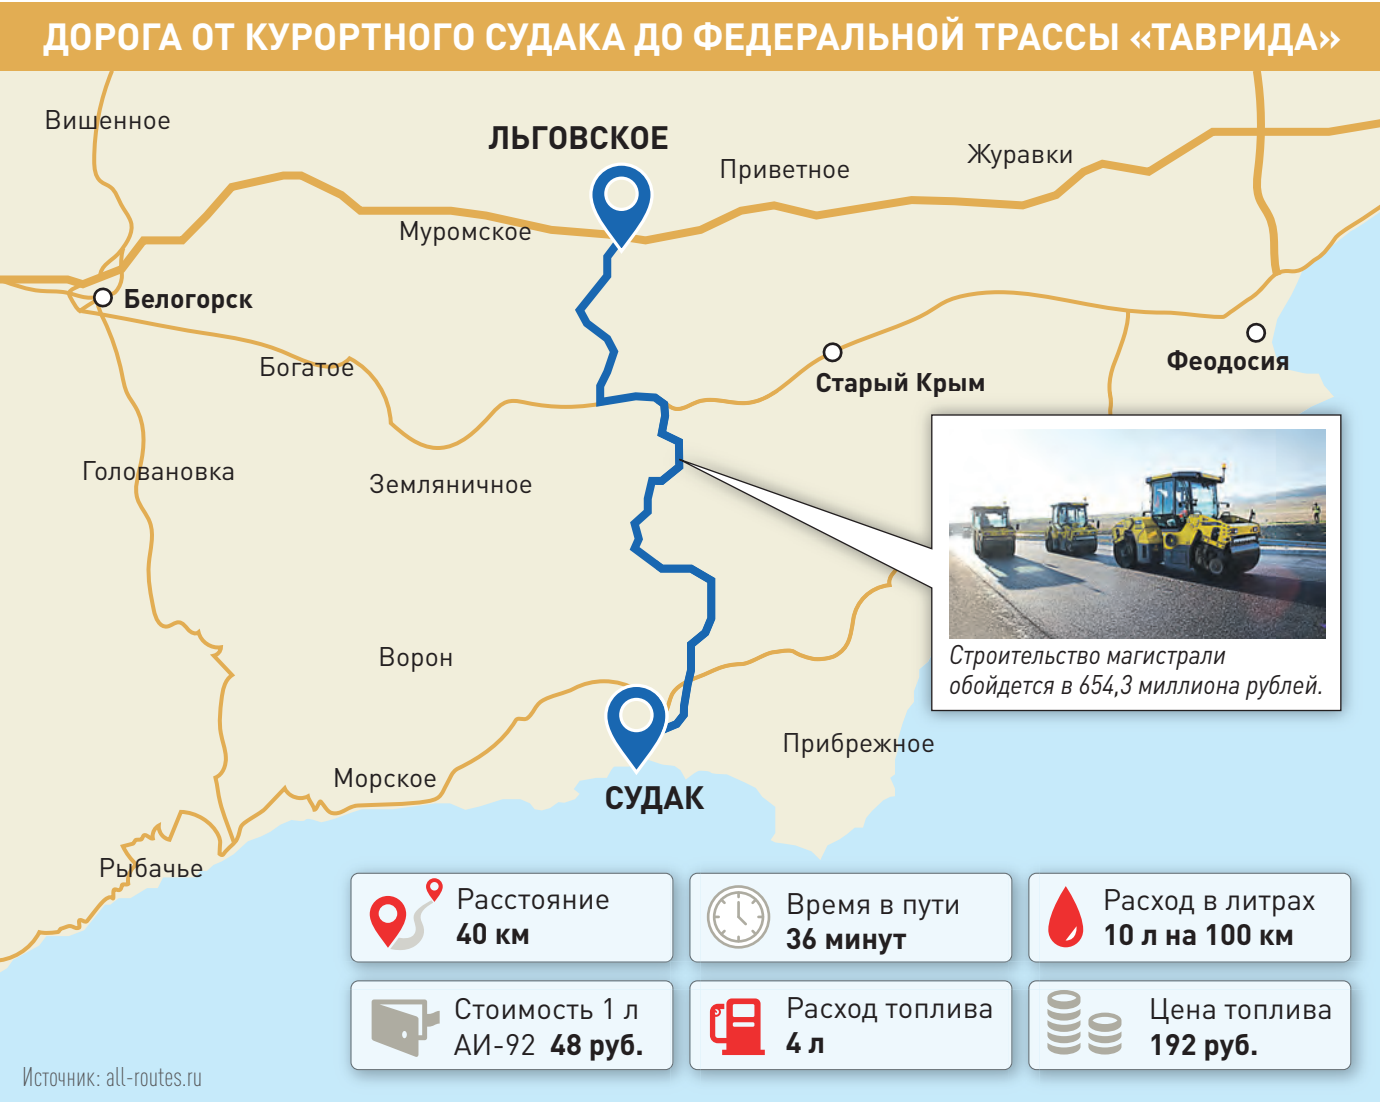 ДОРОГА ОТ КУРОРТНОГО СУДАКА ДО ФЕДЕРАЛЬНОЙ ТРАССЫ «ТАВРИДА»
Вишенное
ЛЬГОВСКОЕ
Приветное
Журавки
Муромское
Белогорск
Богатое
Старый Крым
Феодосия
Головановка
Земляничное
Строительство магистрали
обойдется в 654,3 миллиона рублей.
Ворон
Прибрежное
Морское
СУДАК
Рыбачье
Расстояние
40 км
Время в пути
36 минут
Расход в литрах
10 л на 100 км
Стоимость 1 л
АИ-92 48 руб.
Расход топлива
4 л
Цена топлива
192 руб.
Источник: all-routes.ru